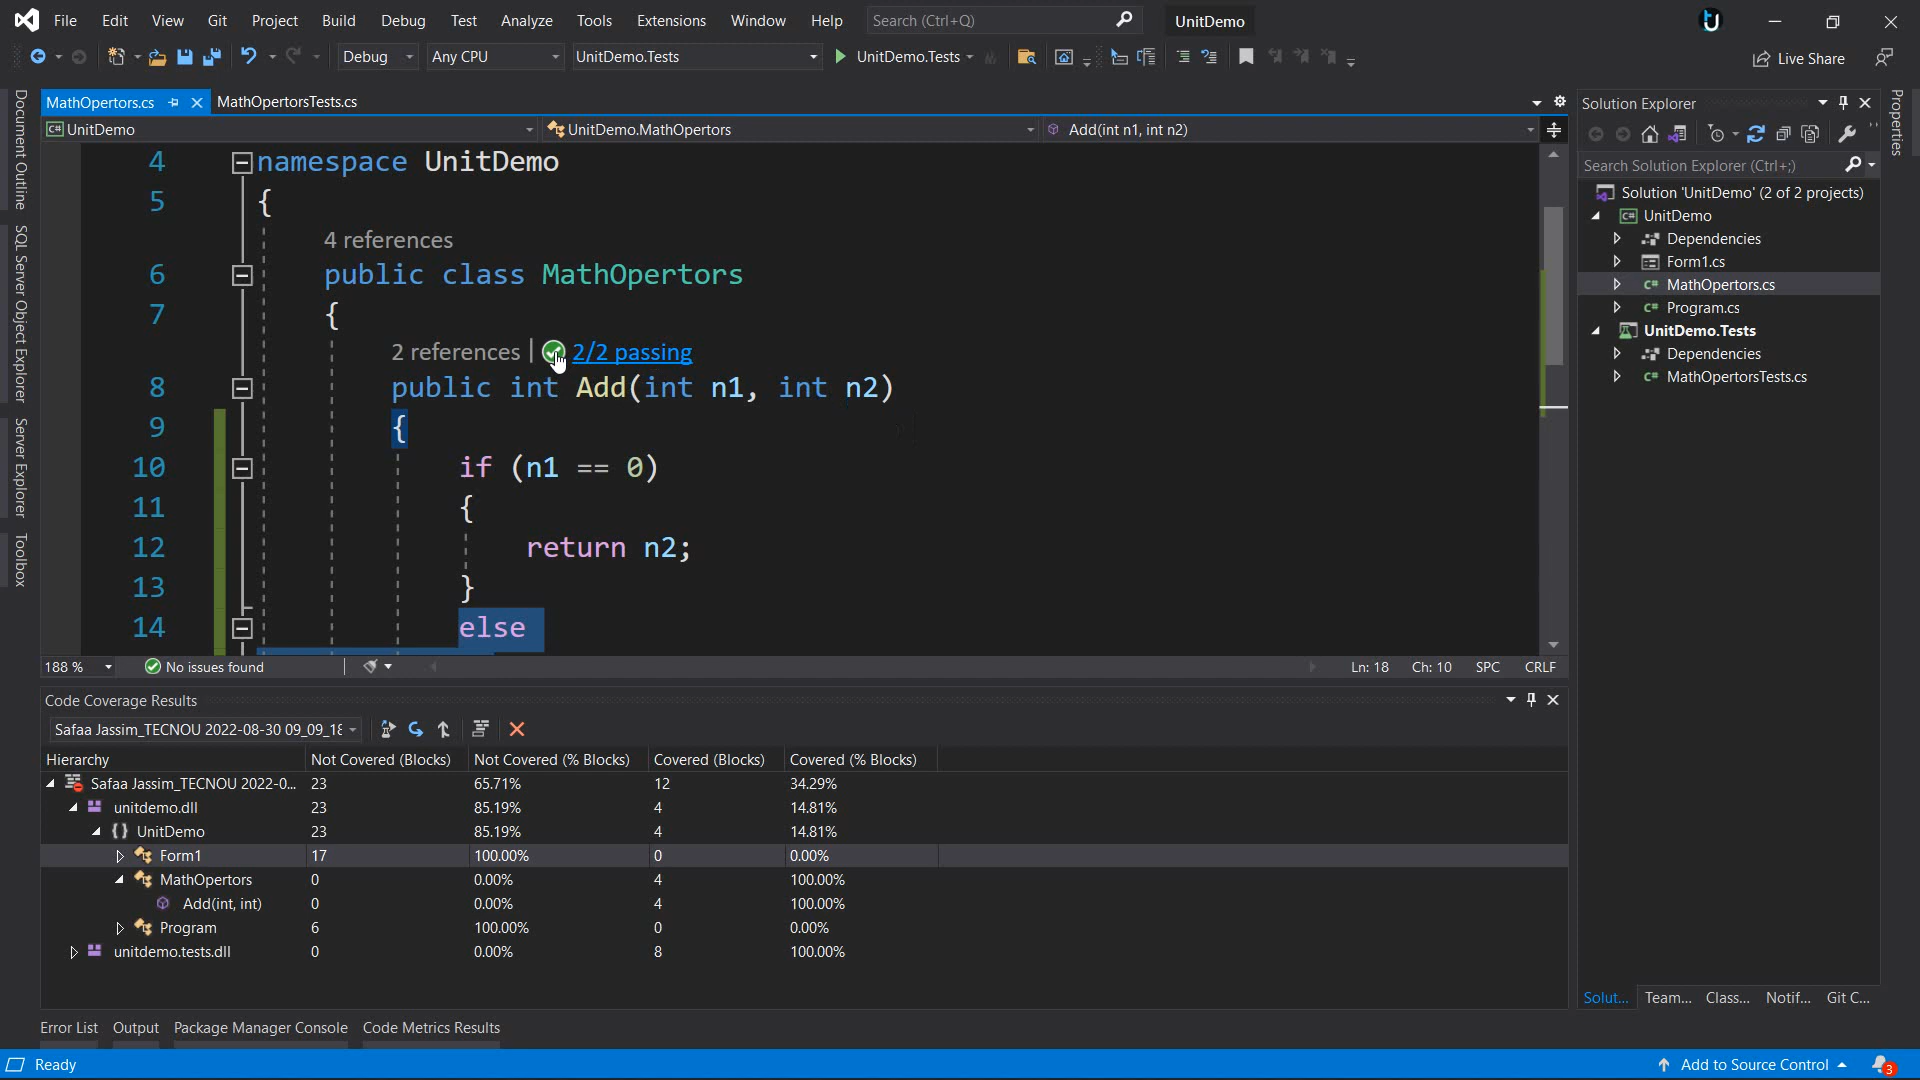 File Edit View Git Project Build Debug Test Analyze Tools Extensions Window Help Search (Ctrl+Q) UnitDemo
Debug Any CPU UnitDemo.Tests UnitDemo.Tests Live Share
MathOpertors.cs MathOpertorsTests.cs
UnitDemo UnitDemo.MathOpertors Add(int n1, int n2)
4 namespace UnitDemo
5 {
4 references
6 public class MathOpertors
7 {
2 references | 2/2 passing
8 public int Add(int n1, int n2)
9 {
10 if (n1 == 0)
11 {
12 return n2;
13 }
14 else
188 % No issues found Ln: 18 Ch: 10 SPC CRLF
Document Outline
SQL Server Object Explorer
Server Explorer
Toolbox
Solution Explorer
Search Solution Explorer (Ctrl+;)
Solution 'UnitDemo' (2 of 2 projects)
UnitDemo
Dependencies
Form1.cs
MathOpertors.cs
Program.cs
UnitDemo.Tests
Dependencies
MathOpertorsTests.cs
Solut... Team... Class... Notif... Git C...
Properties
Code Coverage Results
Safaa Jassim_TECNOU 2022-08-30 09_09_18
Hierarchy Not Covered (Blocks) Not Covered (% Blocks) Covered (Blocks) Covered (% Blocks)
Safaa Jassim_TECNOU 2022-0... 23 65.71% 12 34.29%
unitdemo.dll 23 85.19% 4 14.81%
{} UnitDemo 23 85.19% 4 14.81%
Form1 17 100.00% 0 0.00%
MathOpertors 0 0.00% 4 100.00%
Add(int, int) 0 0.00% 4 100.00%
Program 6 100.00% 0 0.00%
unitdemo.tests.dll 0 0.00% 8 100.00%
Error List Output Package Manager Console Code Metrics Results
Ready Add to Source Control 3